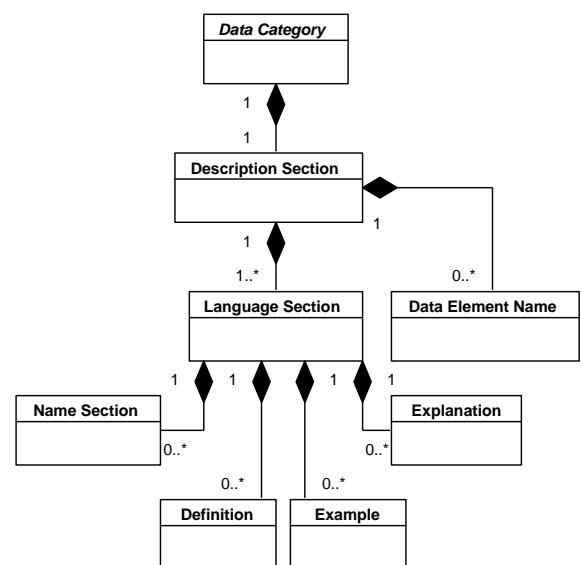 Data Category
1
1
Description Section
1
1
1..*
0..*
Language Section
Data Element Name
1
1
1
1
Name Section
Explanation
0..*
0..*
0..*
0..*
Definition
Example